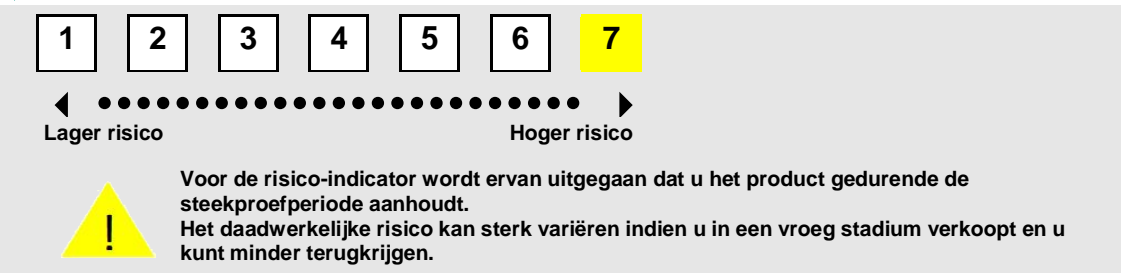 1 2 3 4 5 6 7
Lager risico Hoger risico
Voor de risico-indicator wordt ervan uitgegaan dat u het product gedurende de
steekproefperiode aanhoudt.
Het daadwerkelijke risico kan sterk variëren indien u in een vroeg stadium verkoopt en u
kunt minder terugkrijgen.
!